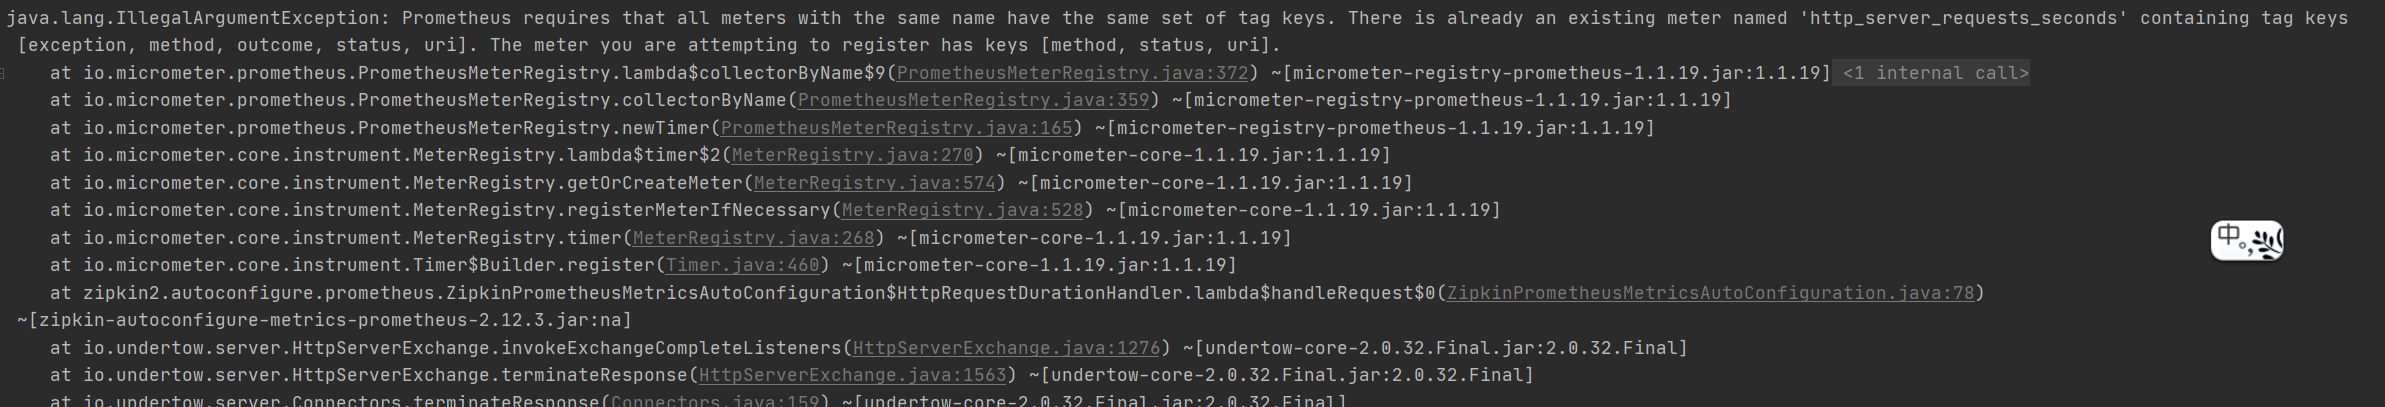 java.lang.IllegalArgumentException: Prometheus requires that all meters with the same name have the same set of tag keys. There is already an existing meter named 'http_server_requests_seconds' containing tag keys
[exception, method, outcome, status, uri]. The meter you are attempting to register has keys [method, status, uri].
at io.micrometer.prometheus.PrometheusMeterRegistry.lambda$collectorByName$9(PrometheusMeterRegistry.java:372) ~[micrometer-registry-prometheus-1.1.19.jar:1.1.19] <1 internal call>
at io.micrometer.prometheus.PrometheusMeterRegistry.collectorByName(PrometheusMeterRegistry.java:359) ~[micrometer-registry-prometheus-1.1.19.jar:1.1.19]
at io.micrometer.prometheus.PrometheusMeterRegistry.newTimer(PrometheusMeterRegistry.java:165) ~[micrometer-registry-prometheus-1.1.19.jar:1.1.19]
at io.micrometer.core.instrument.MeterRegistry.lambda$timer$2(MeterRegistry.java:270) ~[micrometer-core-1.1.19.jar:1.1.19]
at io.micrometer.core.instrument.MeterRegistry.getOrCreateMeter(MeterRegistry.java:574) ~[micrometer-core-1.1.19.jar:1.1.19]
at io.micrometer.core.instrument.MeterRegistry.registerMeterIfNecessary(MeterRegistry.java:528) ~[micrometer-core-1.1.19.jar:1.1.19]
at io.micrometer.core.instrument.MeterRegistry.timer(MeterRegistry.java:268) ~[micrometer-core-1.1.19.jar:1.1.19]
中。,
at io.micrometer.core.instrument.Timer$Builder.register(Timer.java:460) ~[micrometer-core-1.1.19.jar:1.1.19]
at zipkin2.autoconfigure.prometheus.ZipkinPrometheusMetricsAutoConfiguration$HttpRequestDurationHandler.lambda$handleRequest$0(ZipkinPrometheusMetricsAutoConfiguration.java:78)
~[zipkin-autoconfigure-metrics-prometheus-2.12.3.jar:na]
at io.undertow.server.HttpServerExchange.invokeExchangeCompleteListeners(HttpServerExchange.java:1276) ~[undertow-core-2.0.32.Final.jar:2.0.32.Final]
at io.undertow.server.HttpServerExchange.terminateResponse(HttpServerExchange.java:1563) ~[undertow-core-2.0.32.Final.jar:2.0.32.Final]
at io.undertow.server.Connectors.terminateResponse(Connectors.java:159) ~[undertow-core-2.0.32.Final.jar:2.0.32.Final]